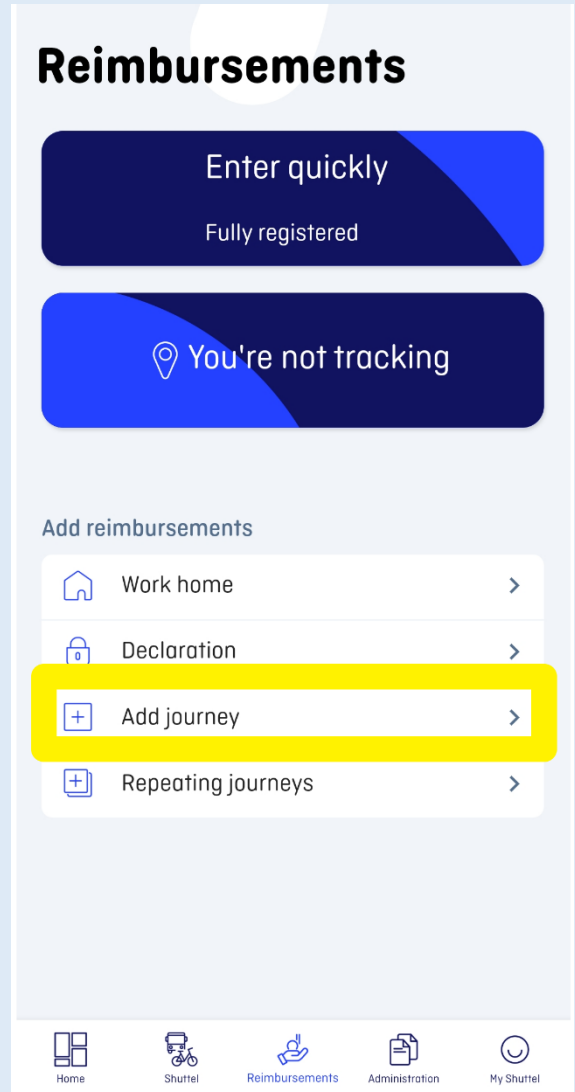 Reimbursements
Enter quickly
Fully registered
You're not tracking
Add reimbursements
Work home
Declaration
Add journey
Repeating journeys
Home
Shuttel
Reimbursements
Administration
My Shuttel